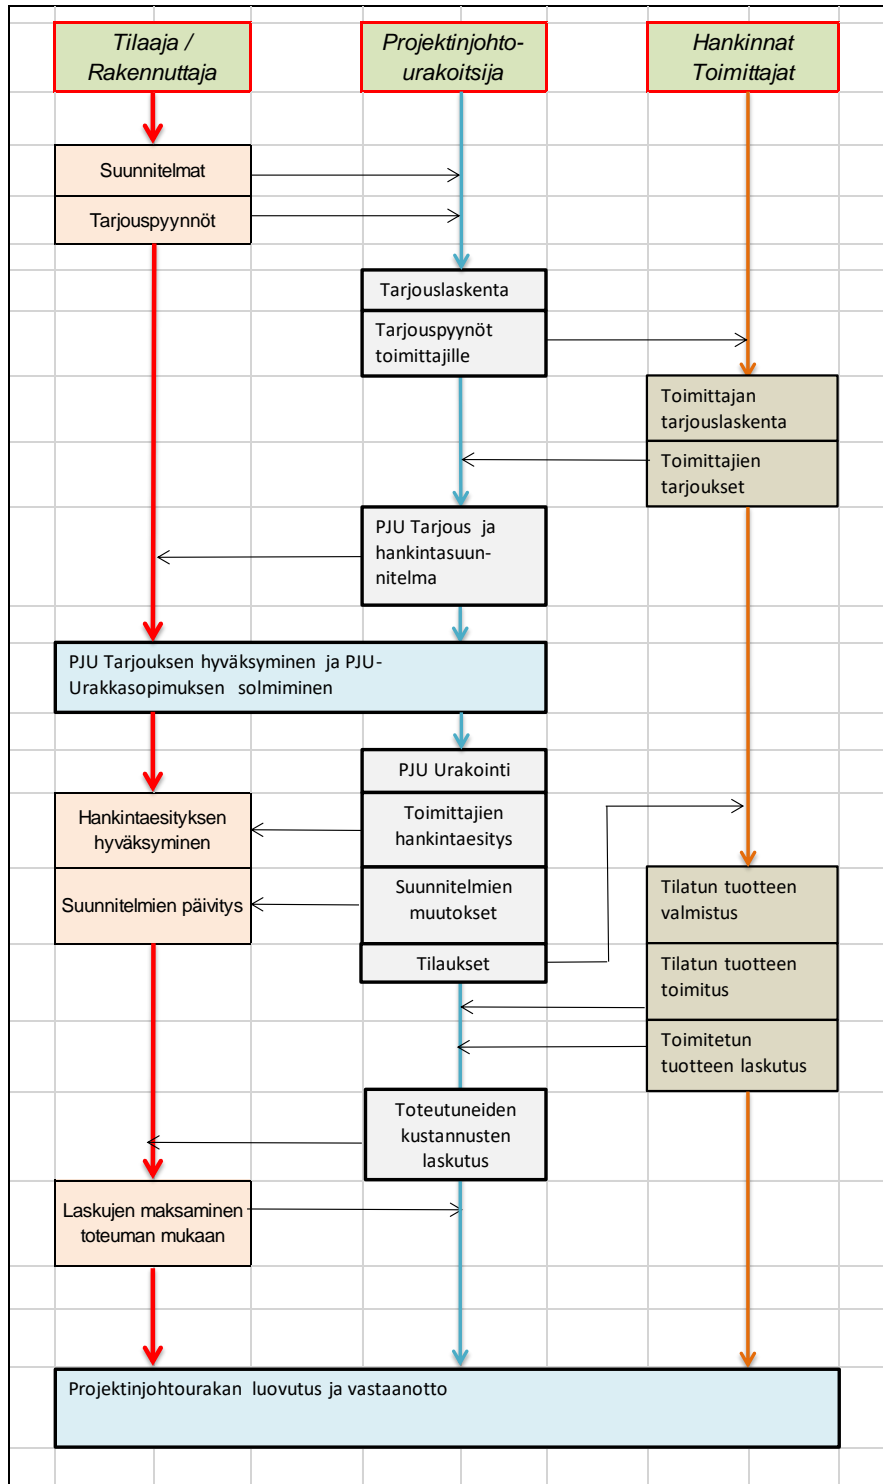 Tilaaja /
Rakennuttaja
Projektinjohto-
urakoitsija
Hankinnat
Toimittajat
Suunnitelmat
Tarjouspyynnöt
Tarjouslaskenta
Tarjouspyynöt
toimittajille
Toimittajan
tarjouslaskenta
Toimittajien
tarjoukset
PJU Tarjous ja
hankintasuun-
nitelma
PJU Tarjouksen hyväksyminen ja PJU-
Urakkasopimuksen solmiminen
PJU Urakointi
Hankintaesityksen
hyväksyminen
Toimittajien
hankintaesitys
Suunnitelmien päivitys
Suunnitelmien
muutokset
Tilatun tuotteen
valmistus
Tilaukset
Tilatun tuotteen
toimitus
Toimitetun
tuotteen laskutus
Toteutuneiden
kustannusten
laskutus
Laskujen maksaminen
toteuman mukaan
Projektinjohtourakan luovutus ja vastaanotto